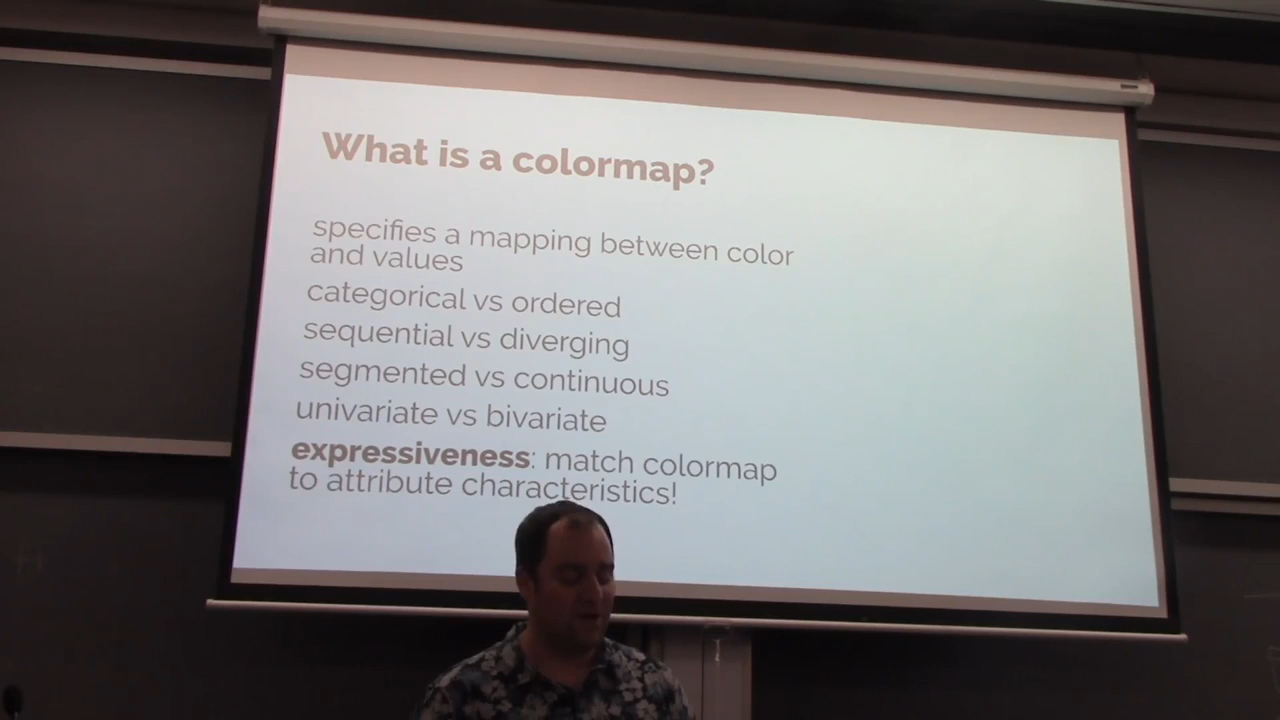 What is a colormap?
specifies a mapping between color
and values
categorical vs ordered
sequential vs diverging
segmented vs continuous
univariate vs bivariate
expressiveness: match colormap
to attribute characteristics!